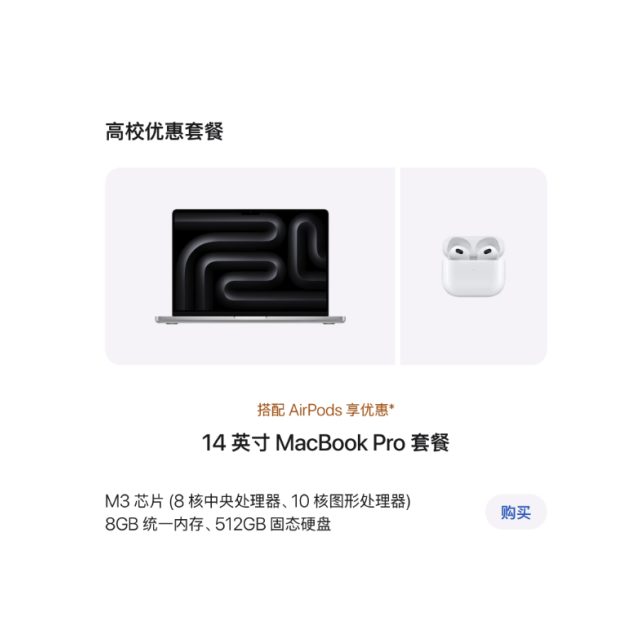 高校优惠套餐
搭配 AirPods 享优惠*
14 英寸 MacBook Pro 套餐
M3 芯片 (8 核中央处理器、10 核图形处理器)
8GB 统一内存、512GB 固态硬盘
购买